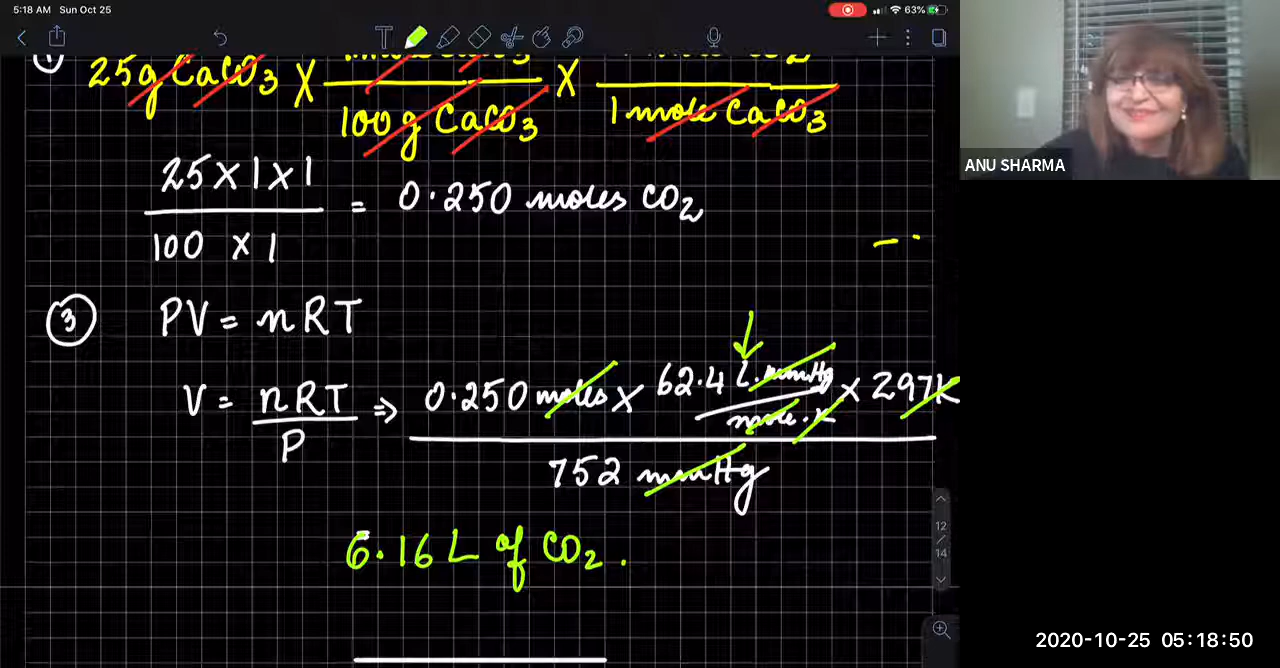 5:18 AM Sun Oct 25
63%
25g CaCO3 X X
100g CaCO3 1 mole CaCO3
25 X 1 X 1
= 0.250 moles CO2
100 X 1
ANU SHARMA
3 PV = nRT
V = nRT => 0.250 moles X 62.4 L.mmHg X 297K
mole.K
P
752 mmHg
6.16 L of CO2.
12
14
2020-10-25 05:18:50